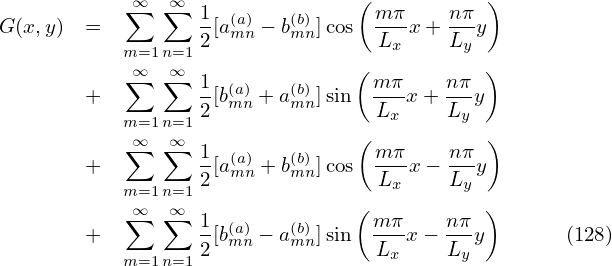 G(x, y) = \sum_{m=1}^{\infty} \sum_{n=1}^{\infty} \frac{1}{2} [a_{mn}^{(a)} - b_{mn}^{(b)}] \cos \left( \frac{m\pi}{L_x} x + \frac{n\pi}{L_y} y \right)
+ \sum_{m=1}^{\infty} \sum_{n=1}^{\infty} \frac{1}{2} [b_{mn}^{(a)} + a_{mn}^{(b)}] \sin \left( \frac{m\pi}{L_x} x + \frac{n\pi}{L_y} y \right)
+ \sum_{m=1}^{\infty} \sum_{n=1}^{\infty} \frac{1}{2} [a_{mn}^{(a)} + b_{mn}^{(b)}] \cos \left( \frac{m\pi}{L_x} x - \frac{n\pi}{L_y} y \right)
+ \sum_{m=1}^{\infty} \sum_{n=1}^{\infty} \frac{1}{2} [b_{mn}^{(a)} - a_{mn}^{(b)}] \sin \left( \frac{m\pi}{L_x} x - \frac{n\pi}{L_y} y \right) (128)